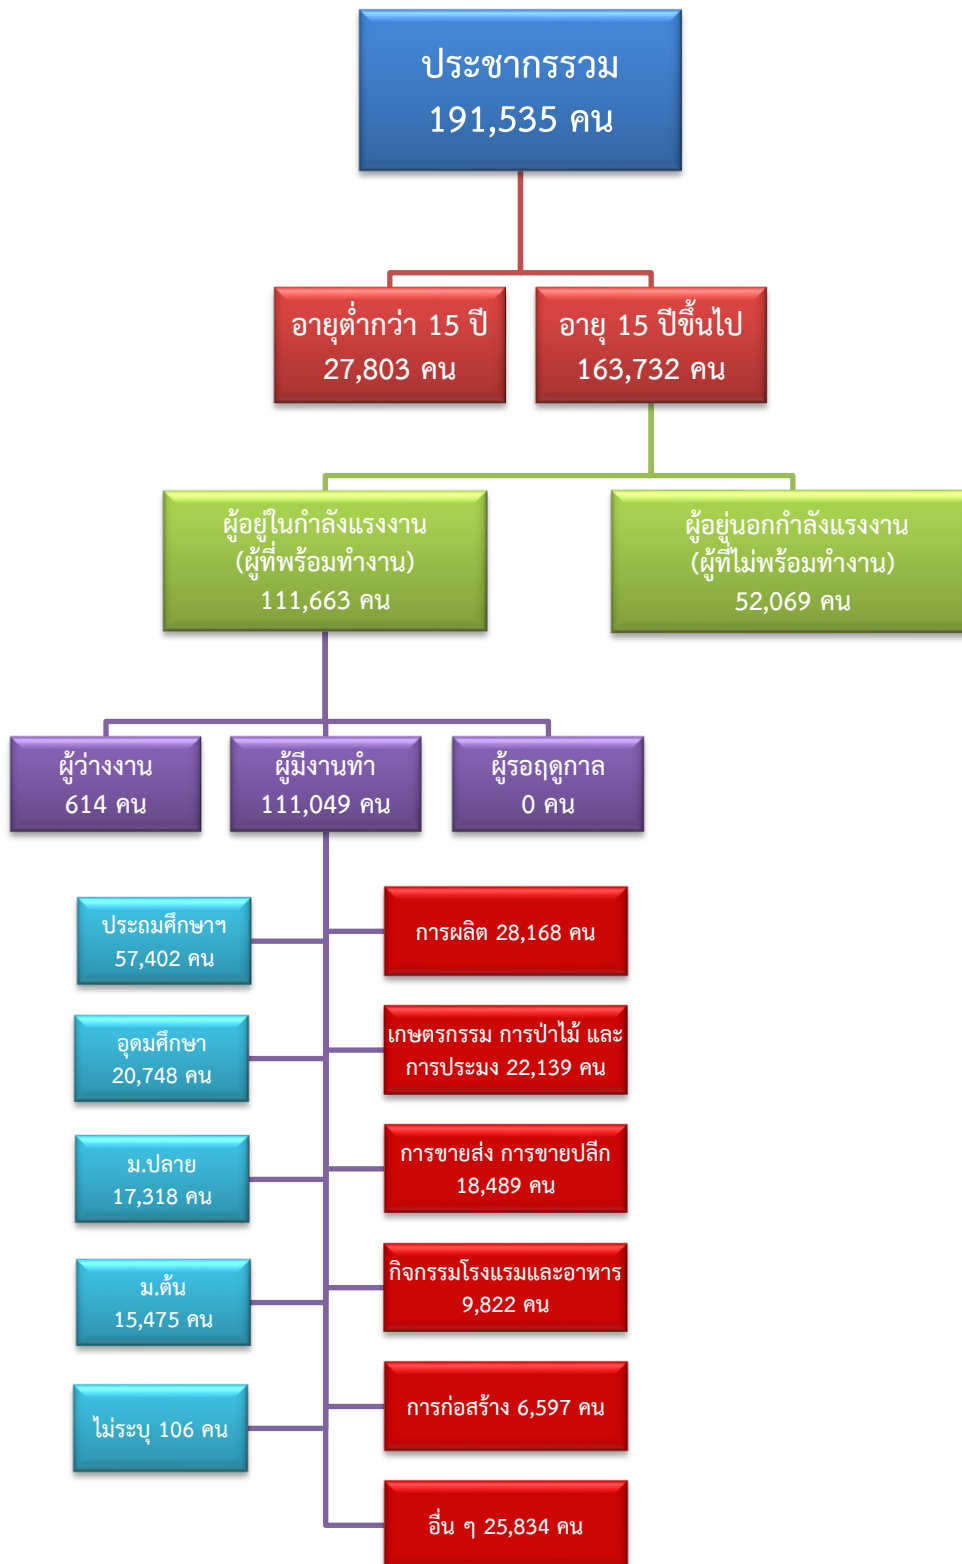 ประชากรรวม
191,535 คน
อายุต่ำกว่า 15 ปี
27,803 คน
อายุ 15 ปีขึ้นไป
163,732 คน
ผู้อยู่ในกำลังแรงงาน
(ผู้ที่พร้อมทำงาน)
111,663 คน
ผู้อยู่นอกกำลังแรงงาน
(ผู้ที่ไม่พร้อมทำงาน)
52,069 คน
ผู้ว่างงาน
614 คน
ผู้มีงานทำ
111,049 คน
ผู้รอฤดูกาล
0 คน
ประถมศึกษาฯ
57,402 คน
อุดมศึกษา
20,748 คน
ม.ปลาย
17,318 คน
ม.ต้น
15,475 คน
ไม่ระบุ 106 คน
การผลิต 28,168 คน
เกษตรกรรม การป่าไม้ และ
การประมง 22,139 คน
การขายส่ง การขายปลีก
18,489 คน
กิจกรรมโรงแรมและอาหาร
9,822 คน
การก่อสร้าง 6,597 คน
อื่น ๆ 25,834 คน